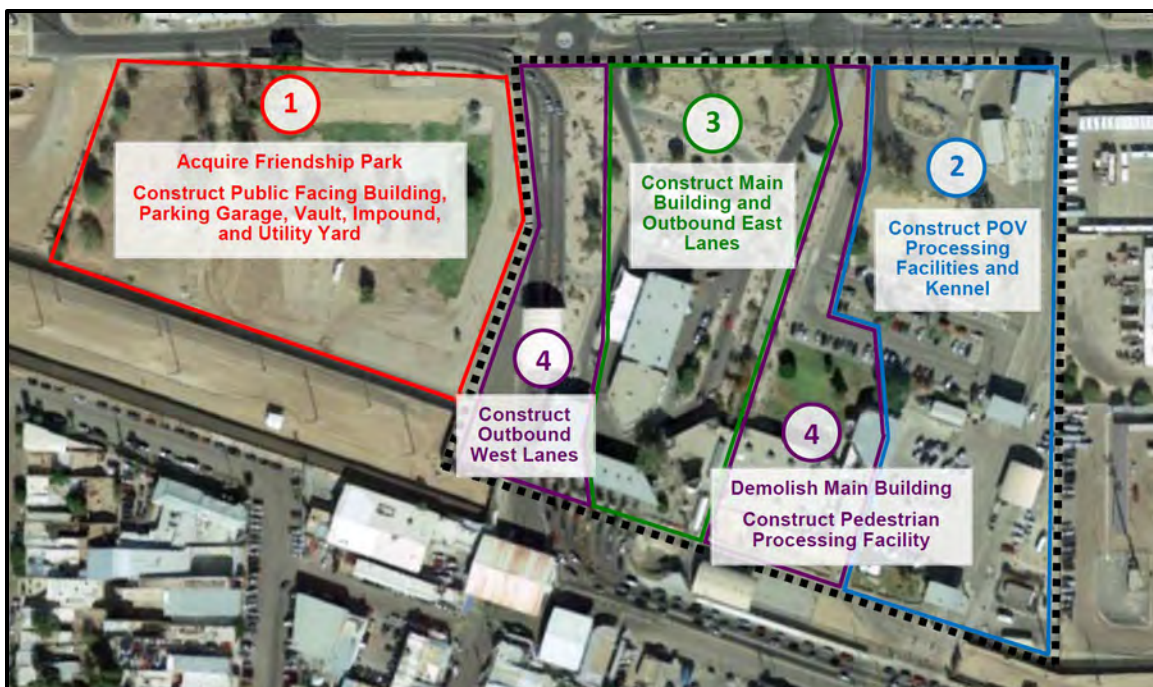 1
Acquire Friendship Park
Construct Public Facing Building,
Parking Garage, Vault, Impound,
and Utility Yard
4
Construct
Outbound
West Lanes
3
Construct Main
Building and
Outbound East
Lanes
4
Demolish Main Building
Construct Pedestrian
Processing Facility
2
Construct POV
Processing
Facilities and
Kennel